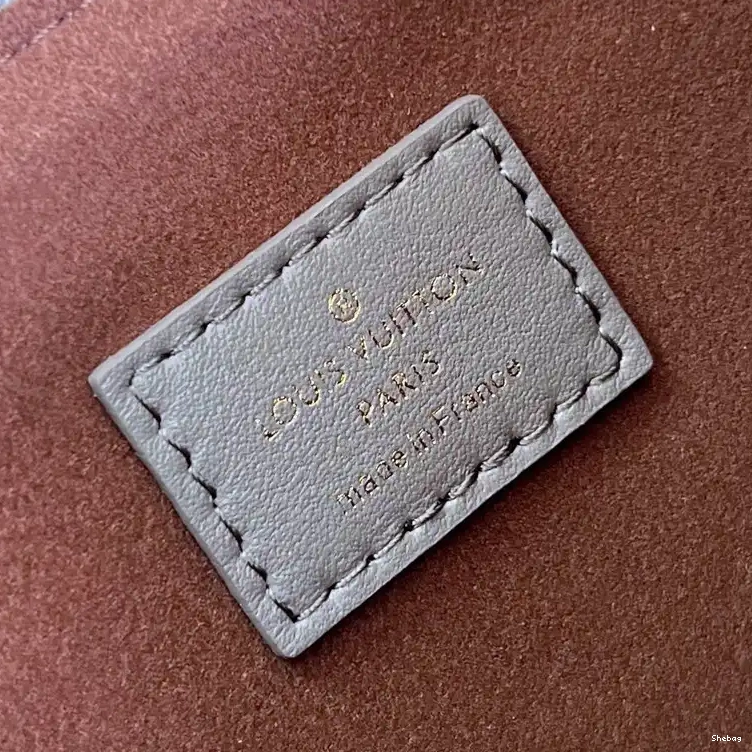 ®
LOUIS VUITTON
PARIS
made in France
Shebag